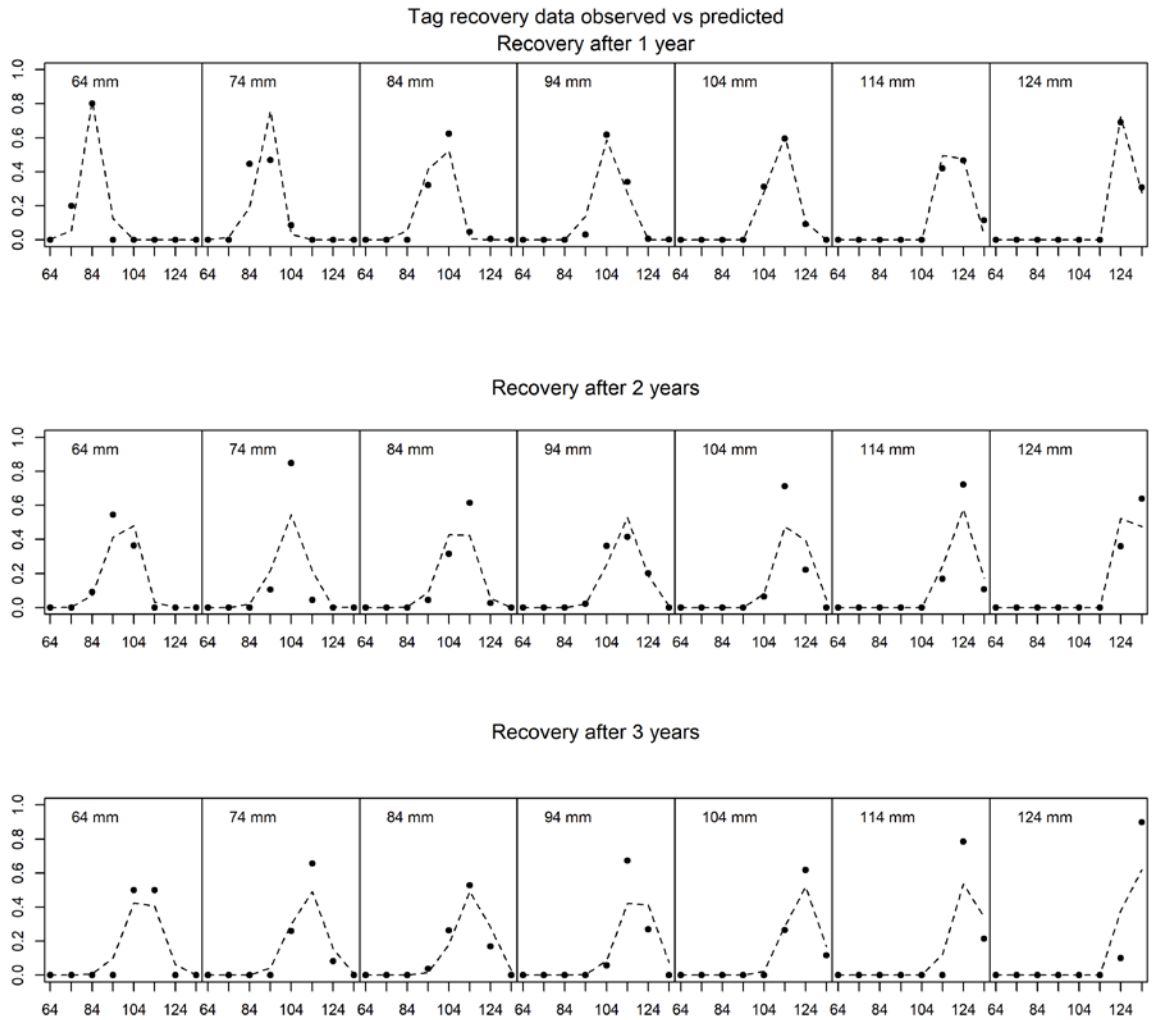 Tag recovery data observed vs predicted
Recovery after 1 year
1.0
0.8
0.6
0.4
0.2
0.0
64 mm 74 mm 84 mm 94 mm 104 mm 114 mm 124 mm
64 84 104 124 64 84 104 124 64 84 104 124 64 84 104 124 64 84 104 124 64 84 104 124 64 84 104 124
Recovery after 2 years
1.0
0.8
0.6
0.4
0.2
0.0
64 mm 74 mm 84 mm 94 mm 104 mm 114 mm 124 mm
64 84 104 124 64 84 104 124 64 84 104 124 64 84 104 124 64 84 104 124 64 84 104 124 64 84 104 124
Recovery after 3 years
1.0
0.8
0.6
0.4
0.2
0.0
64 mm 74 mm 84 mm 94 mm 104 mm 114 mm 124 mm
64 84 104 124 64 84 104 124 64 84 104 124 64 84 104 124 64 84 104 124 64 84 104 124 64 84 104 124